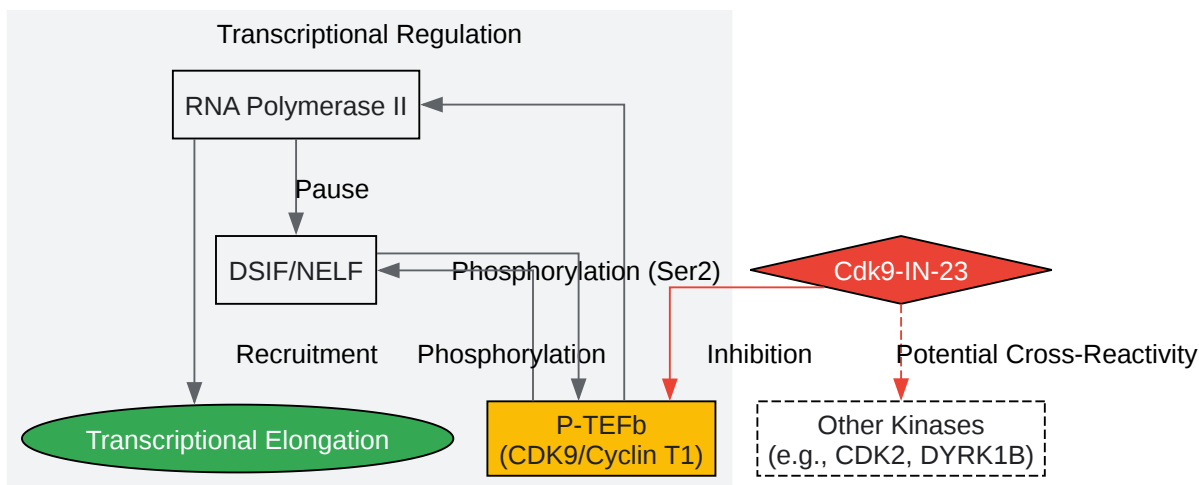 Transcriptional Regulation
RNA Polymerase II
Pause
DSIF/NELF
Phosphorylation (Ser2)
Cdk9-IN-23
Recruitment
Phosphorylation
Inhibition
Potential Cross-Reactivity
Transcriptional Elongation
P-TEFb
(CDK9/Cyclin T1)
Other Kinases
(e.g., CDK2, DYRK1B)